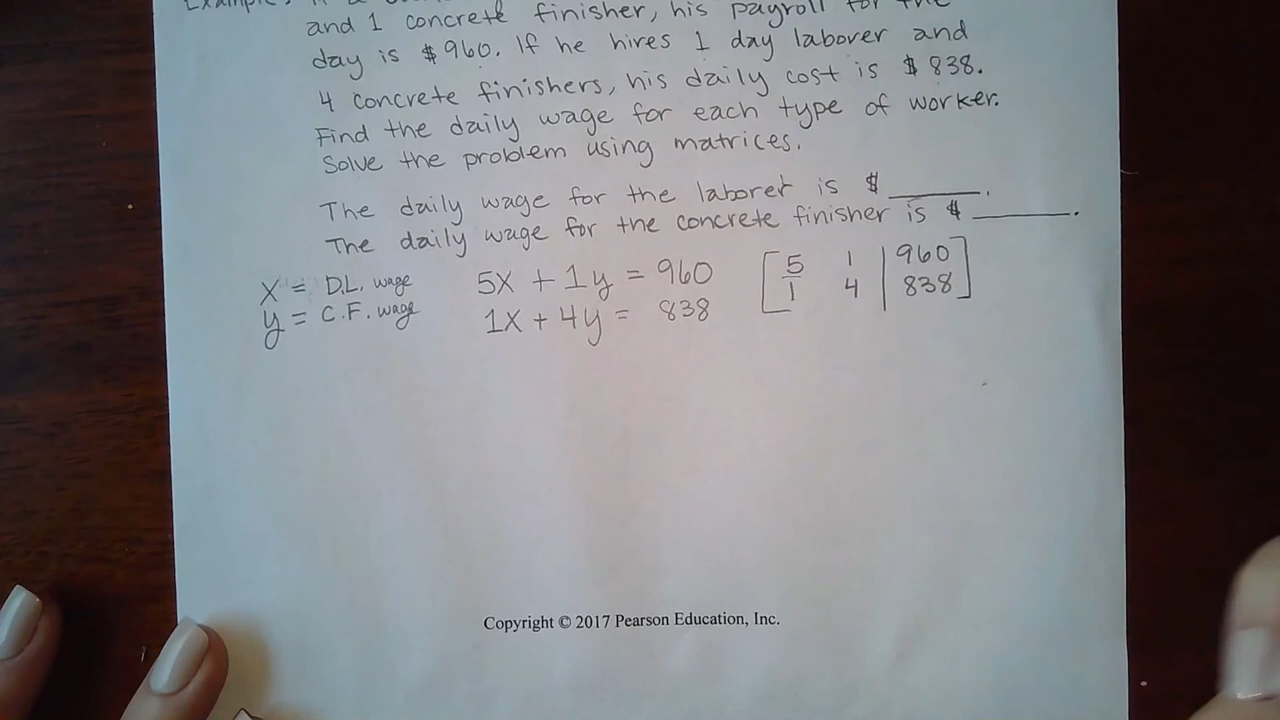 Example:
and 1 concrete finisher, his payroll for the
day is $960. If he hires 1 day laborer and
4 concrete finishers, his daily cost is $838.
Find the daily wage for each type of worker.
Solve the problem using matrices.
The daily wage for the laborer is $ ______.
The daily wage for the concrete finisher is $ ______.
x = D.L. wage 5x + 1y = 960 [5 1 | 960]
y = C.F. wage 1x + 4y = 838 [1 4 | 838]
Copyright © 2017 Pearson Education, Inc.